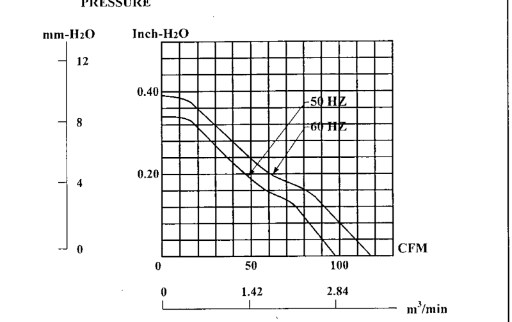 PRESSURE
mm-H2O Inch-H2O
12
0.40
50 HZ
8
60 HZ
0.20
4
0
CFM
0 50 100
0 1.42 2.84
m³/min